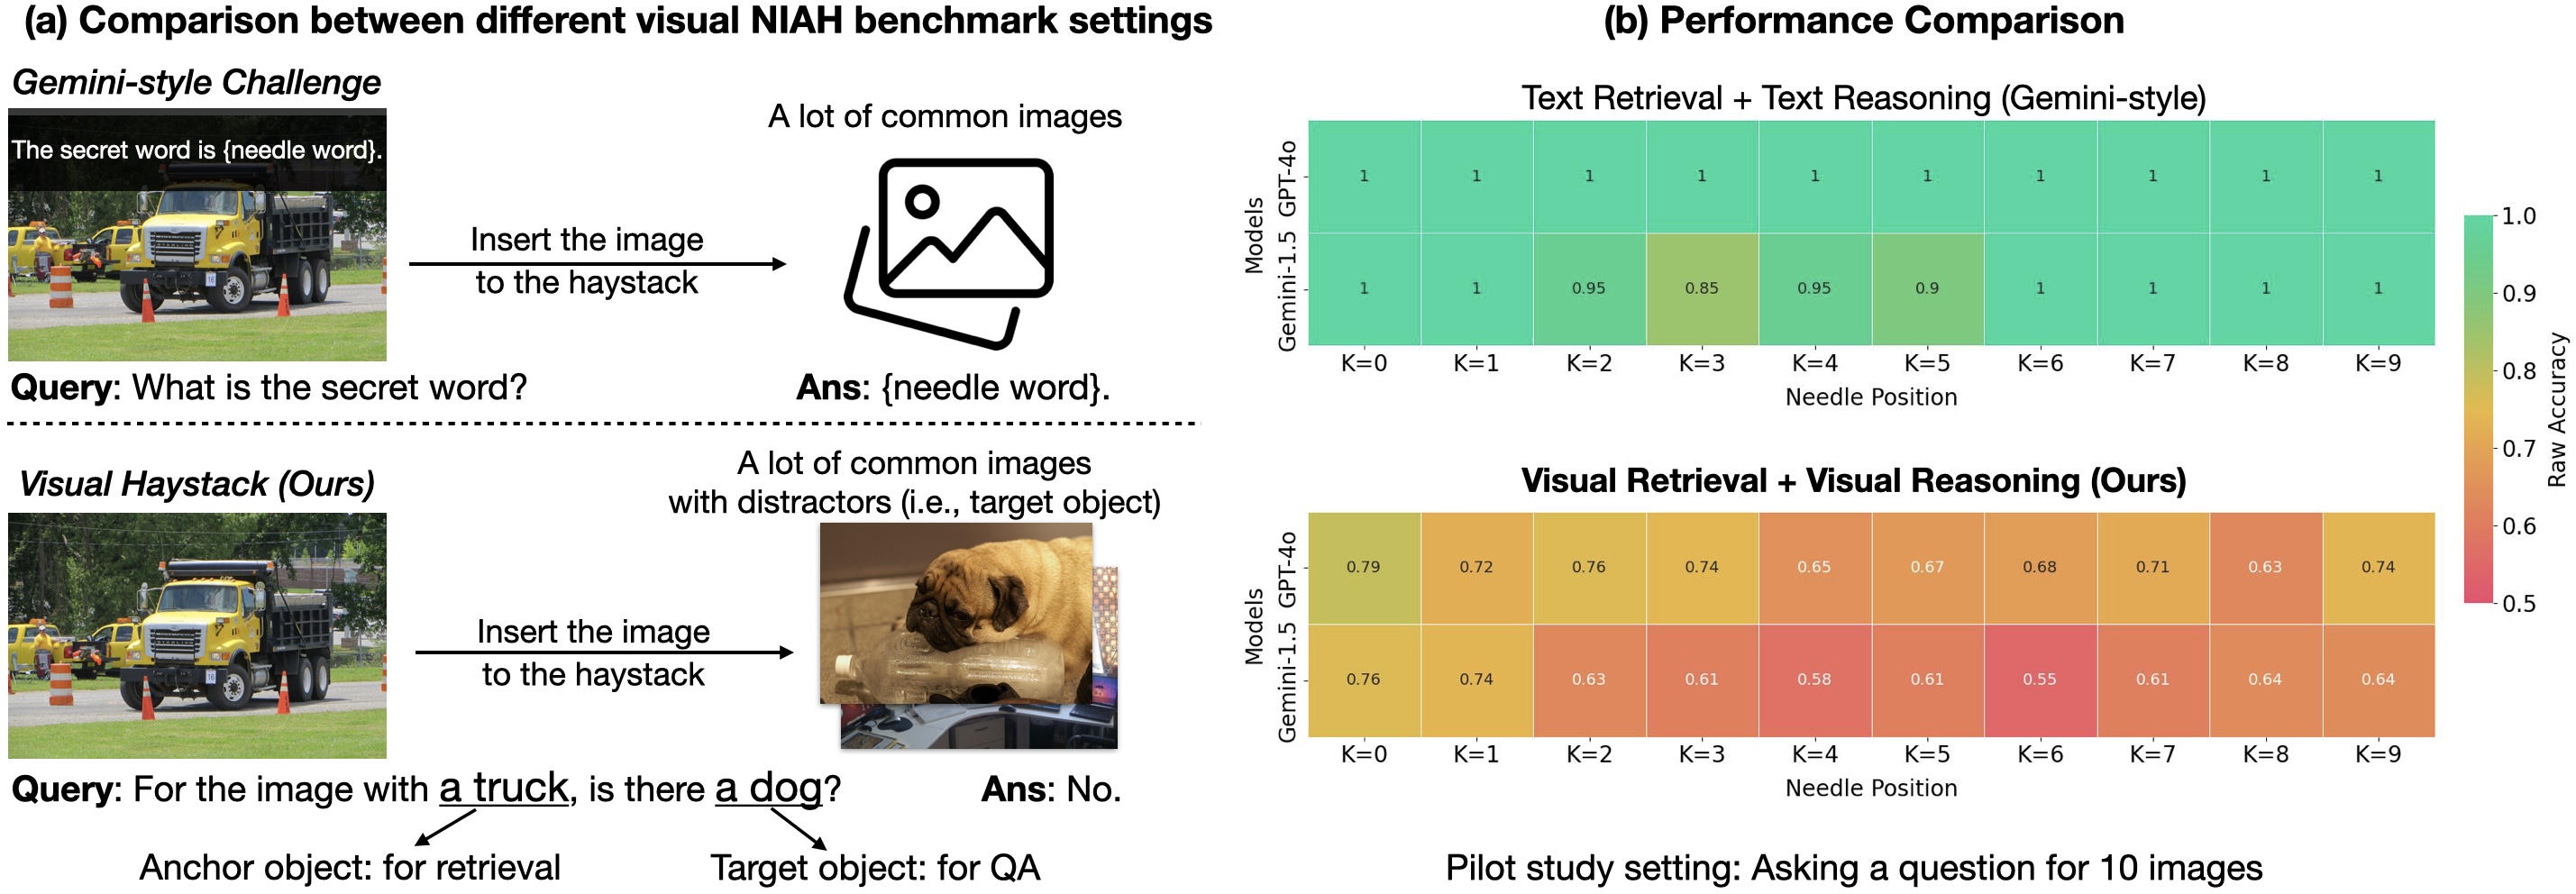 (a) Comparison between different visual NIAH benchmark settings
Gemini-style Challenge
The secret word is {needle word}.
Insert the image
to the haystack
A lot of common images
Query: What is the secret word?
Ans: {needle word}.
Visual Haystack (Ours)
Insert the image
to the haystack
A lot of common images
with distractors (i.e., target object)
Query: For the image with a truck, is there a dog?
Ans: No.
Anchor object: for retrieval
Target object: for QA
(b) Performance Comparison
Text Retrieval + Text Reasoning (Gemini-style)
Models
GPT-4o
1 1 1 1 1 1 1 1 1 1
Gemini-1.5
1 1 0.95 0.85 0.95 0.9 1 1 1 1
K=0 K=1 K=2 K=3 K=4 K=5 K=6 K=7 K=8 K=9
Needle Position
Visual Retrieval + Visual Reasoning (Ours)
Models
GPT-4o
0.79 0.72 0.76 0.74 0.65 0.67 0.68 0.71 0.63 0.74
Gemini-1.5
0.76 0.74 0.63 0.61 0.58 0.61 0.55 0.61 0.64 0.64
K=0 K=1 K=2 K=3 K=4 K=5 K=6 K=7 K=8 K=9
Needle Position
1.0
0.9
0.8
0.7
0.6
0.5
Raw Accuracy
Pilot study setting: Asking a question for 10 images